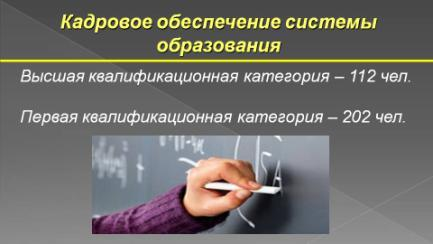 Кадровое обеспечение системы
образования
Высшая квалификационная категория – 112 чел.
Первая квалификационная категория – 202 чел.